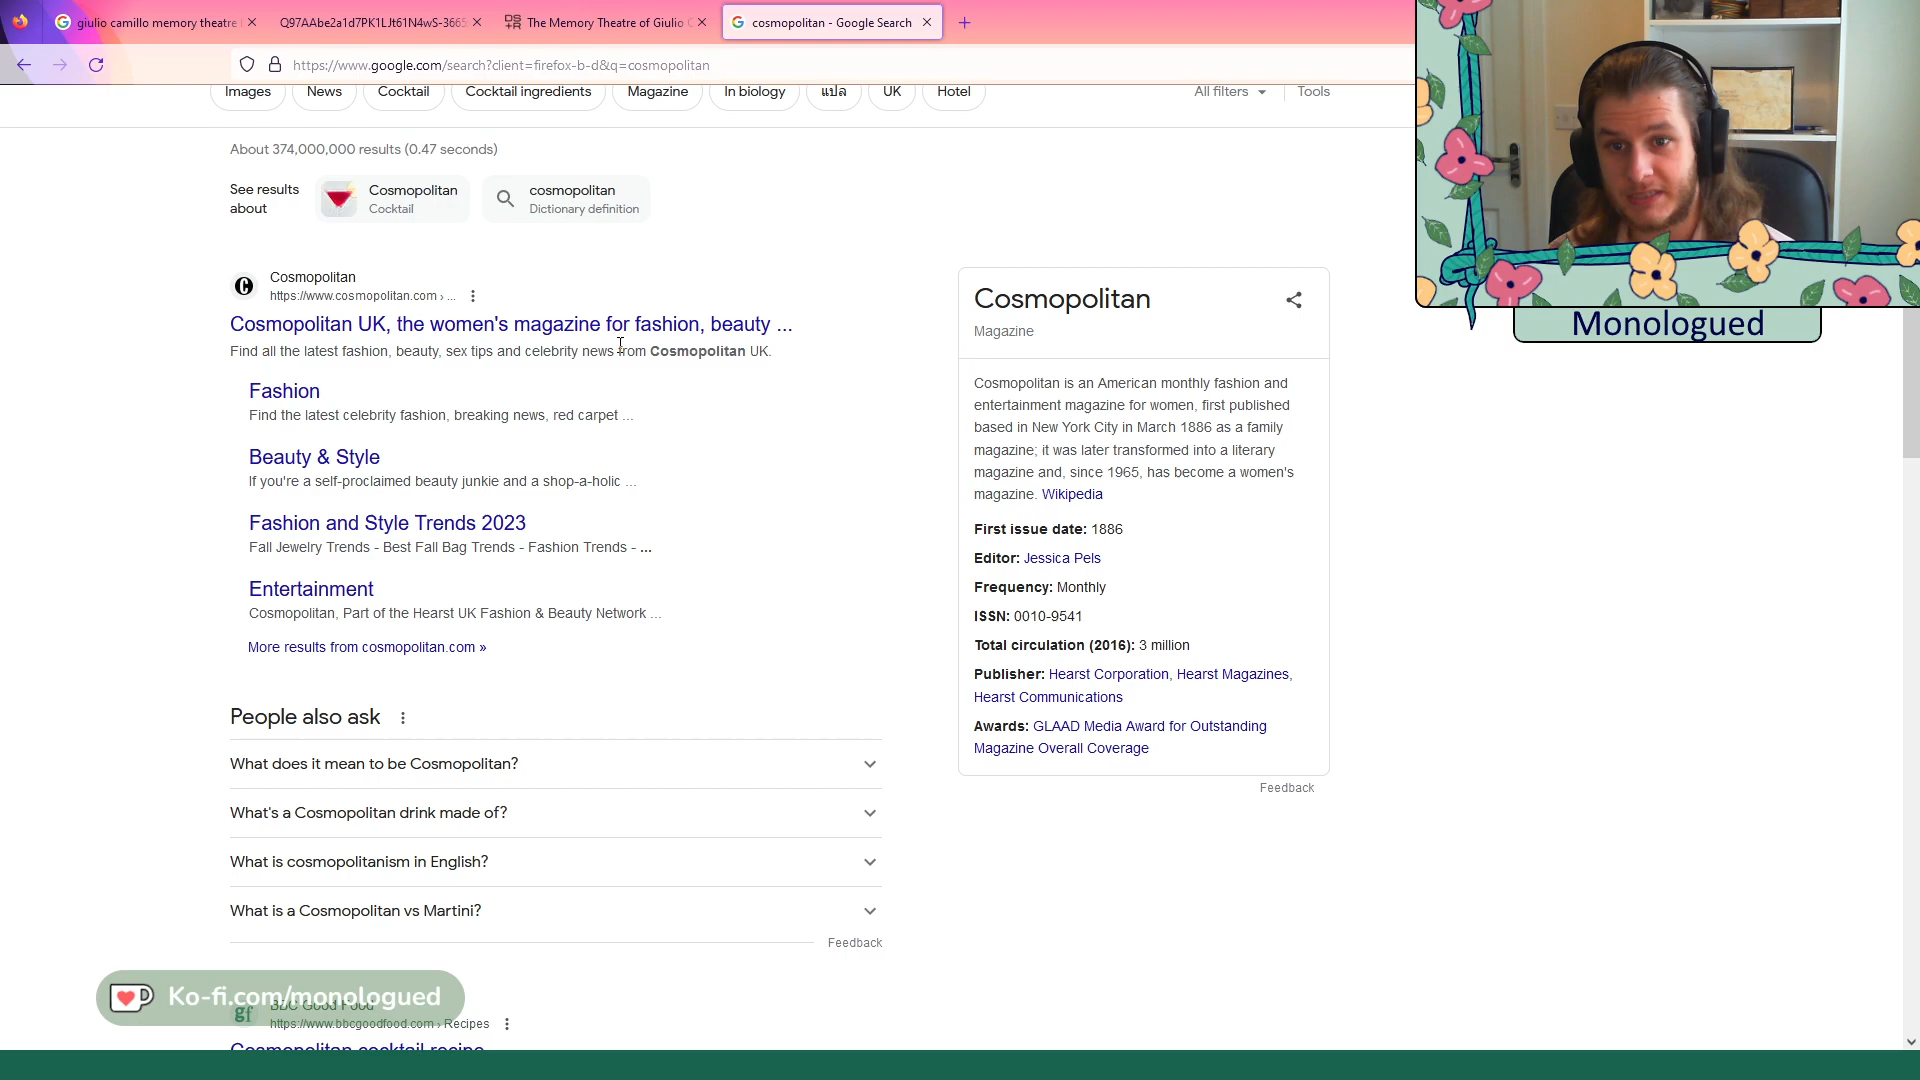 giulio camillo memory theatre
Q97AAbe2a1d7PK1LJt61N4wS-3665
The Memory Theatre of Giulio C
cosmopolitan - Google Search
https://www.google.com/search?client=firefox-b-d&q=cosmopolitan
Images
News
Cocktail
Cocktail ingredients
Magazine
In biology
แปล
UK
Hotel
All filters
Tools
About 374,000,000 results (0.47 seconds)
See results
about
Cosmopolitan
Cocktail
cosmopolitan
Dictionary definition
Cosmopolitan
https://www.cosmopolitan.com › ...
Cosmopolitan UK, the women's magazine for fashion, beauty ...
Find all the latest fashion, beauty, sex tips and celebrity news from Cosmopolitan UK.
Fashion
Find the latest celebrity fashion, breaking news, red carpet ...
Beauty & Style
If you're a self-proclaimed beauty junkie and a shop-a-holic ...
Fashion and Style Trends 2023
Fall Jewelry Trends - Best Fall Bag Trends - Fashion Trends - ...
Entertainment
Cosmopolitan, Part of the Hearst UK Fashion & Beauty Network ...
More results from cosmopolitan.com »
People also ask
What does it mean to be Cosmopolitan?
What's a Cosmopolitan drink made of?
What is cosmopolitanism in English?
What is a Cosmopolitan vs Martini?
Feedback
Ko-fi.com/monologued
gf
BBC Good Food
https://www.bbcgoodfood.com › Recipes
Cosmopolitan cocktail recipe
Cosmopolitan
Magazine
Cosmopolitan is an American monthly fashion and
entertainment magazine for women, first published
based in New York City in March 1886 as a family
magazine; it was later transformed into a literary
magazine and, since 1965, has become a women's
magazine. Wikipedia
First issue date: 1886
Editor: Jessica Pels
Frequency: Monthly
ISSN: 0010-9541
Total circulation (2016): 3 million
Publisher: Hearst Corporation, Hearst Magazines,
Hearst Communications
Awards: GLAAD Media Award for Outstanding
Magazine Overall Coverage
Feedback
Monologued